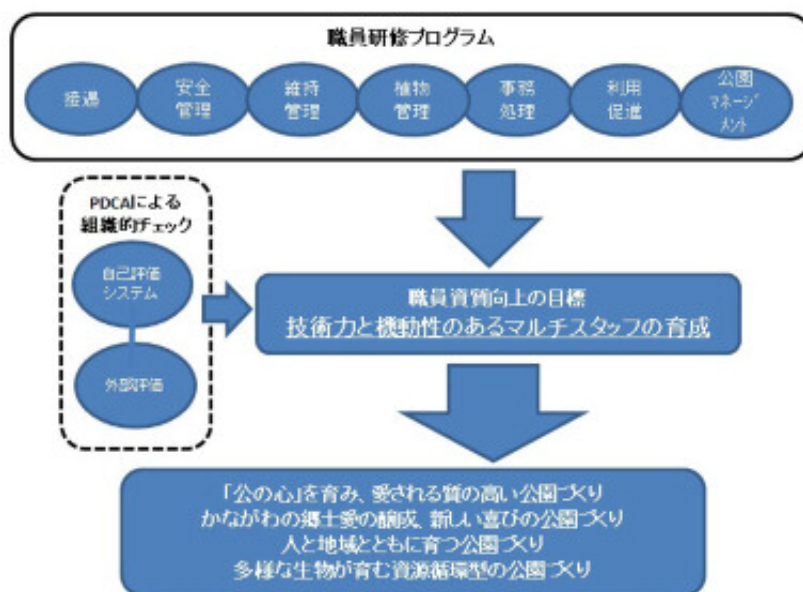 職員研修プログラム
接遇
安全
管理
維持
管理
植物
管理
事務
処理
利用
促進
公園
マネージ
メント
PDCAによる
組織的チェック
自己評価
システム
外部評価
職員資質向上の目標
技術力と機動性のあるマルチスタッフの育成
「公の心」を育み、愛される質の高い公園づくり
かながわの郷土愛の醸成、新しい喜びの公園づくり
人と地域とともに育つ公園づくり
多様な生物が育む資源循環型の公園づくり